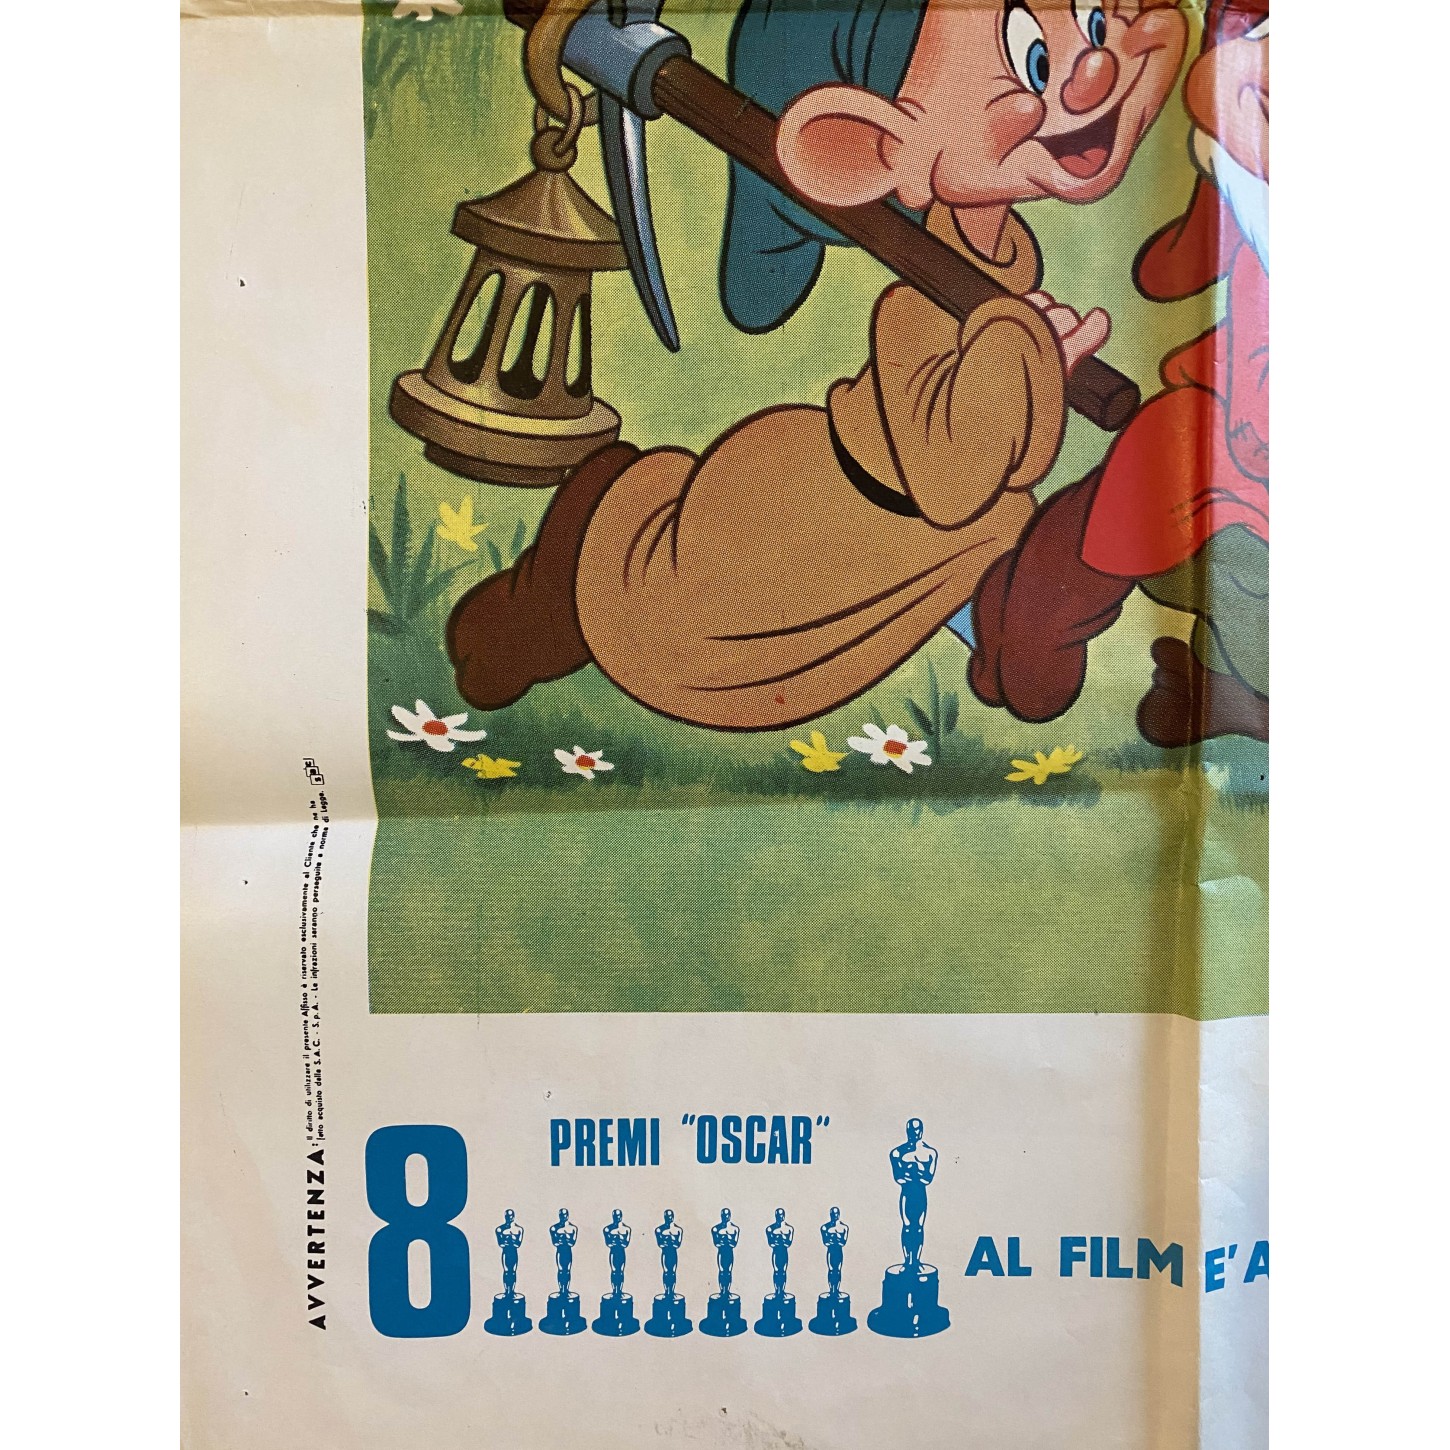 AVVERTENZA: Il diritto di utilizzare il presente Affisso è riservato esclusivamente al Cliente che ne ha
fatto acquisto dalla S.A.C. - S.p.A. - Le infrazioni saranno perseguite a norma di Legge.
8
PREMI "OSCAR"
AL FILM E' A